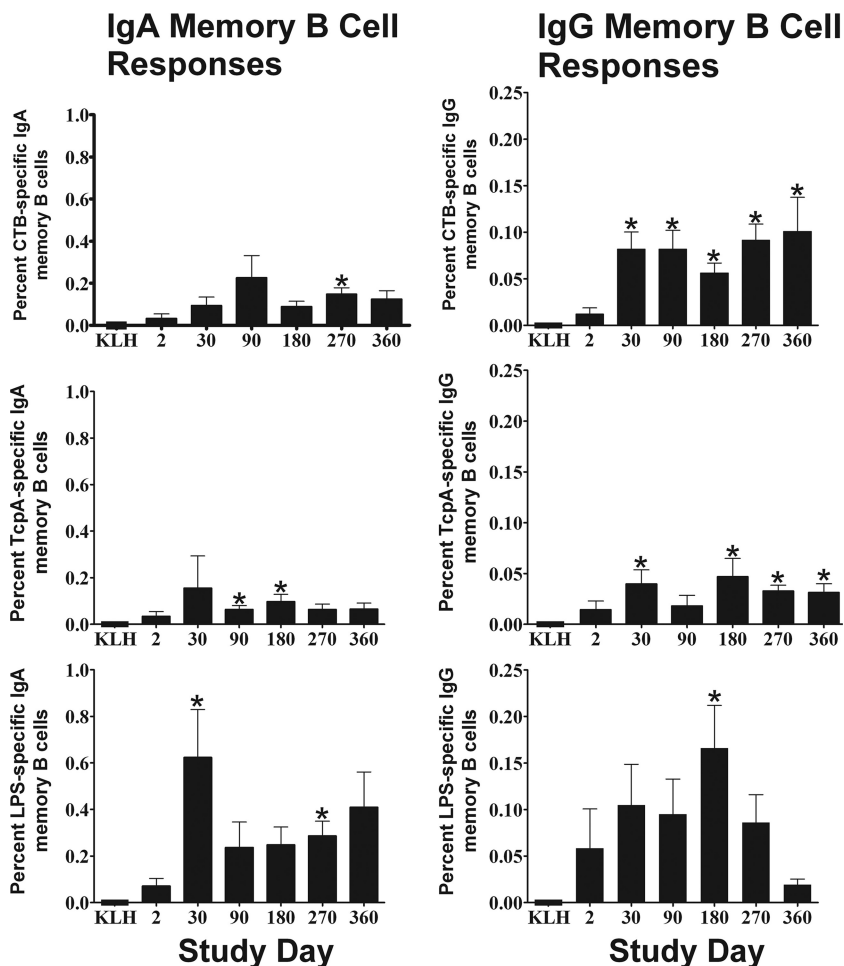 IgA Memory B Cell
Responses
IgG Memory B Cell
Responses
Percent CTB-specific IgA
memory B cells
1.0
0.8
0.6
0.4
0.2
0.0
KLH 2 30 90 180 270 360
*
Percent CTB-specific IgG
memory B cells
0.25
0.20
0.15
0.10
0.05
0.00
KLH 2 30 90 180 270 360
* * * * *
Percent TcpA-specific IgA
memory B cells
1.0
0.8
0.6
0.4
0.2
0.0
KLH 2 30 90 180 270 360
* *
Percent TcpA-specific IgG
memory B cells
0.25
0.20
0.15
0.10
0.05
0.00
KLH 2 30 90 180 270 360
* * * *
Percent LPS-specific IgA
memory B cells
1.0
0.8
0.6
0.4
0.2
0.0
KLH 2 30 90 180 270 360
* *
Study Day
Percent LPS-specific IgG
memory B cells
0.25
0.20
0.15
0.10
0.05
0.00
KLH 2 30 90 180 270 360
*
Study Day